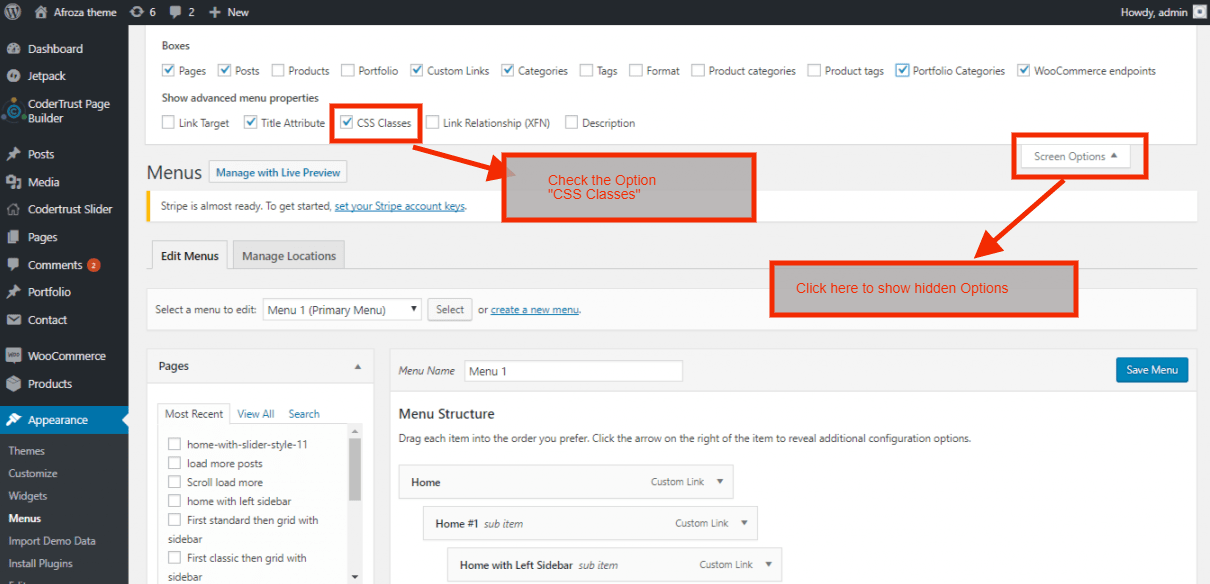 Afroza theme 6 2 New Howdy, admin
Dashboard
Jetpack
CoderTrust Page
Builder
Posts
Media
Codertrust Slider
Pages
Comments 2
Portfolio
Contact
WooCommerce
Products
Appearance
Themes
Customize
Widgets
Menus
Import Demo Data
Install Plugins
Boxes
Pages Posts Products Portfolio Custom Links Categories Tags Format Product categories Product tags Portfolio Categories WooCommerce endpoints
Show advanced menu properties
Link Target Title Attribute CSS Classes Link Relationship (XFN) Description
Screen Options
Menus Manage with Live Preview
Check the Option
"CSS Classes"
Stripe is almost ready. To get started, set your Stripe account keys.
Edit Menus Manage Locations
Click here to show hidden Options
Select a menu to edit: Menu 1 (Primary Menu) Select or create a new menu.
Pages
Most Recent View All Search
home-with-slider-style-11
load more posts
Scroll load more
home with left sidebar
First standard then grid with
sidebar
First classic then grid with
sidebar
Menu Name Menu 1 Save Menu
Menu Structure
Drag each item into the order you prefer. Click the arrow on the right of the item to reveal additional configuration options.
Home Custom Link
Home #1 sub item Custom Link
Home with Left Sidebar sub item Custom Link